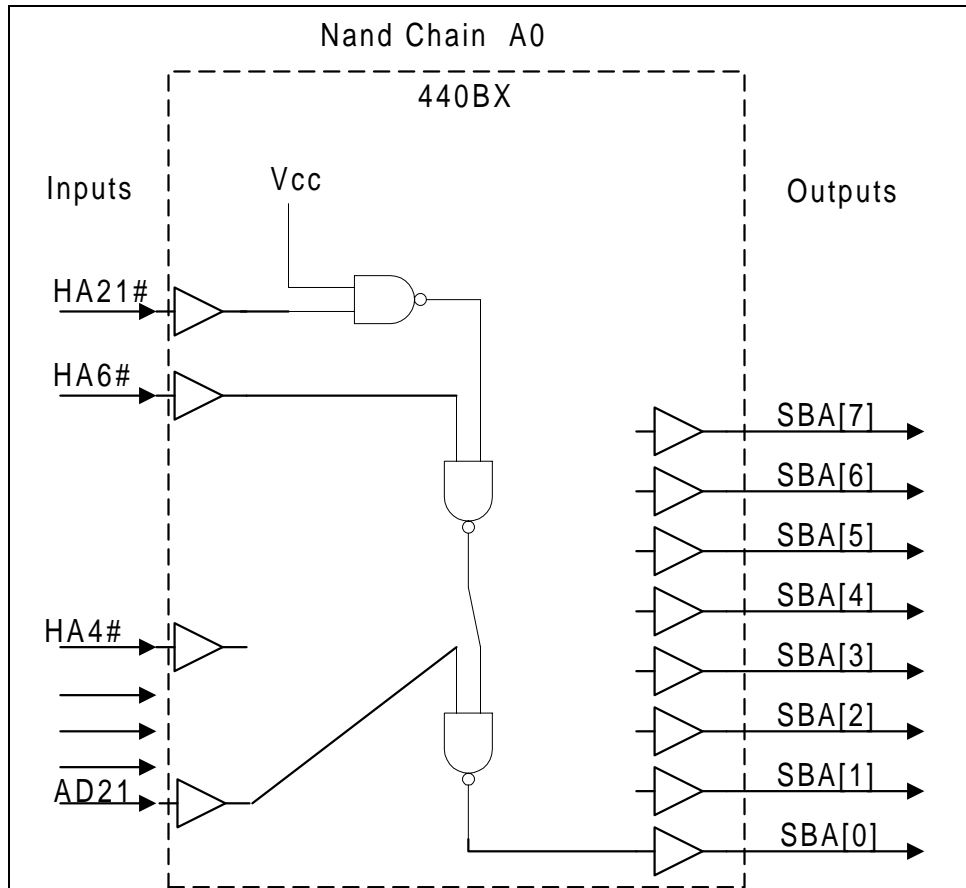 Nand Chain A0
440BX
Inputs
Vcc
Outputs
HA21#
HA6#
SBA[7]
SBA[6]
SBA[5]
SBA[4]
HA4#
SBA[3]
SBA[2]
AD21
SBA[1]
SBA[0]